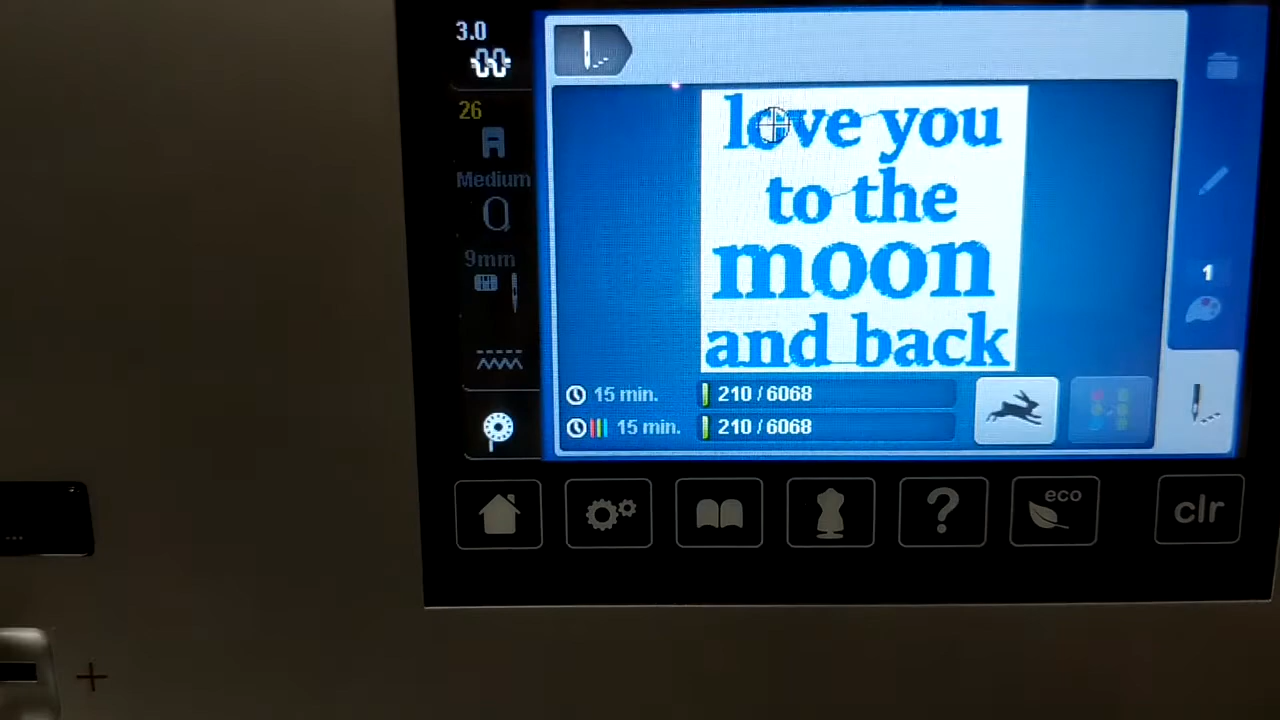 3.0
26
Medium
9mm
love you
to the
moon
and back
1
15 min.
210 / 6068
15 min.
210 / 6068
?
eco
clr
+